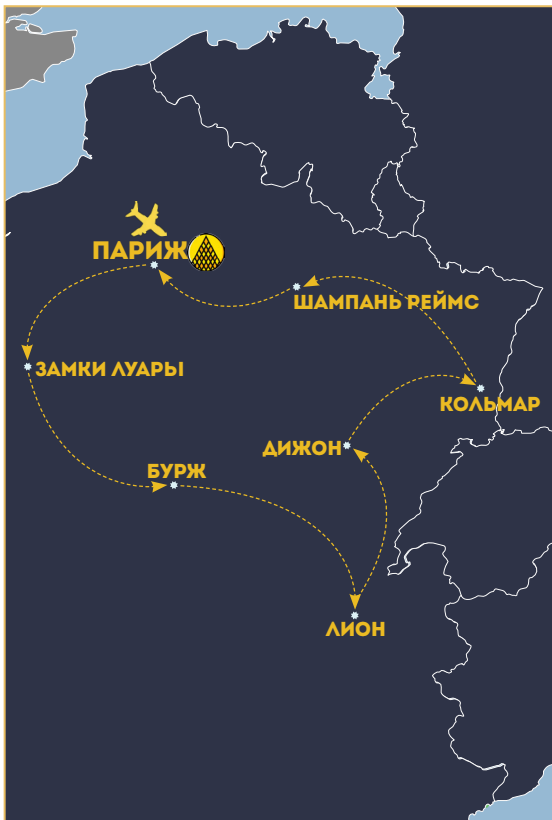 ПАРИЖ
ШАМПАНЬ РЕЙМС
ЗАМКИ ЛУАРЫ
КОЛЬМАР
ДИЖОН
БУРЖ
ЛИОН